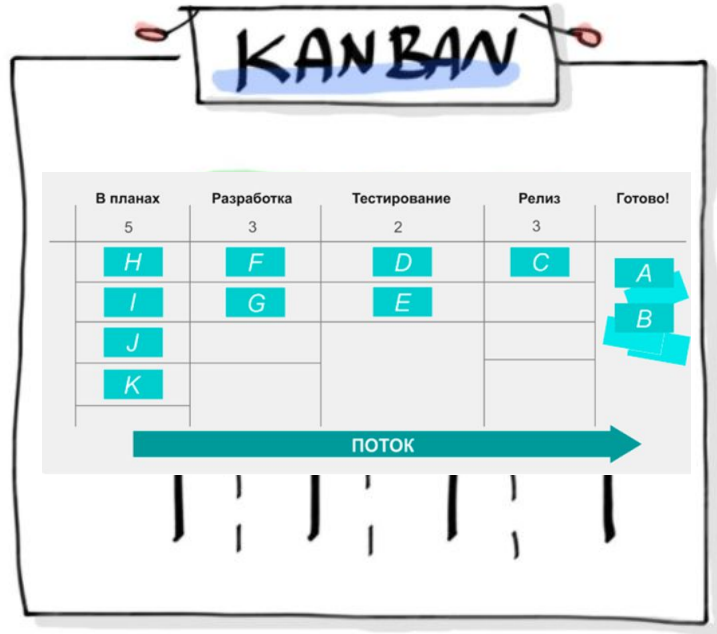 KANBAN
В планах Разработка Тестирование Релиз Готово!
5 3 2 3
H F D C A
I G E B
J
K
ПОТОК